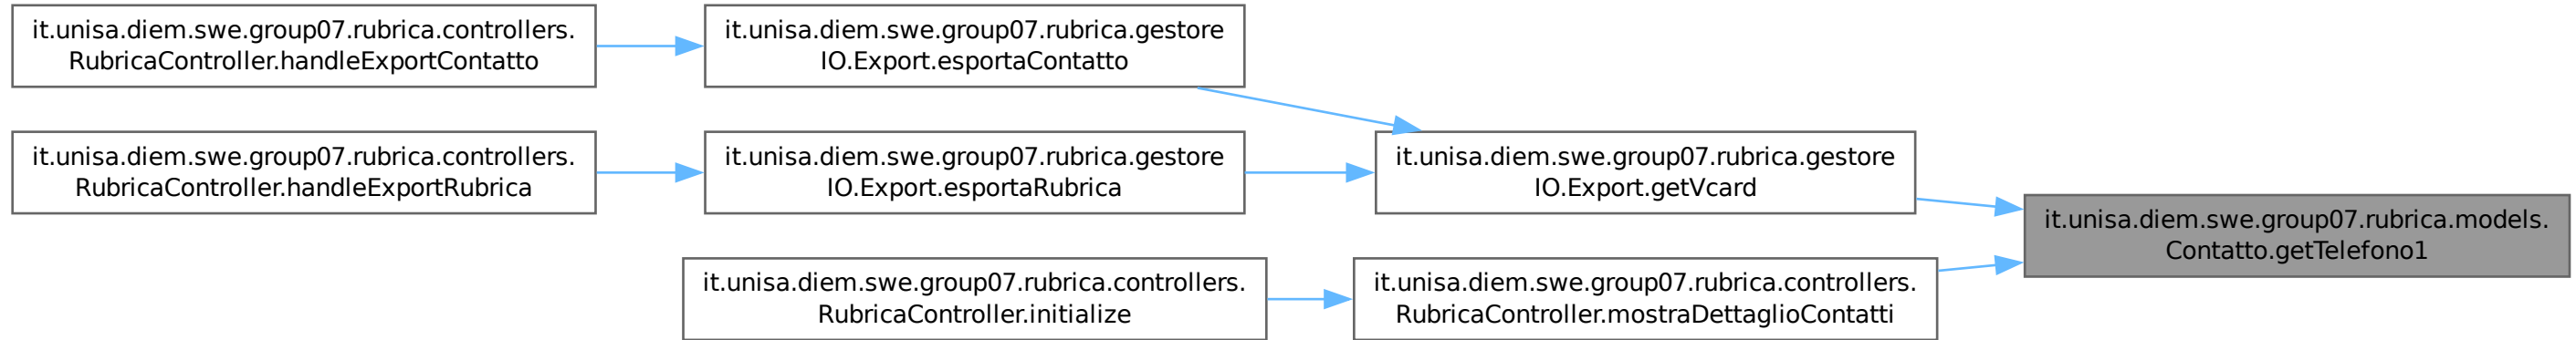 it.unisa.diem.swe.group07.rubrica.controllers.
RubricaController.handleExportContatto
it.unisa.diem.swe.group07.rubrica.gestore
IO.Export.esportaContatto
it.unisa.diem.swe.group07.rubrica.controllers.
RubricaController.handleExportRubrica
it.unisa.diem.swe.group07.rubrica.gestore
IO.Export.esportaRubrica
it.unisa.diem.swe.group07.rubrica.gestore
IO.Export.getVcard
it.unisa.diem.swe.group07.rubrica.models.
Contatto.getTelefono1
it.unisa.diem.swe.group07.rubrica.controllers.
RubricaController.initialize
it.unisa.diem.swe.group07.rubrica.controllers.
RubricaController.mostraDettaglioContatti